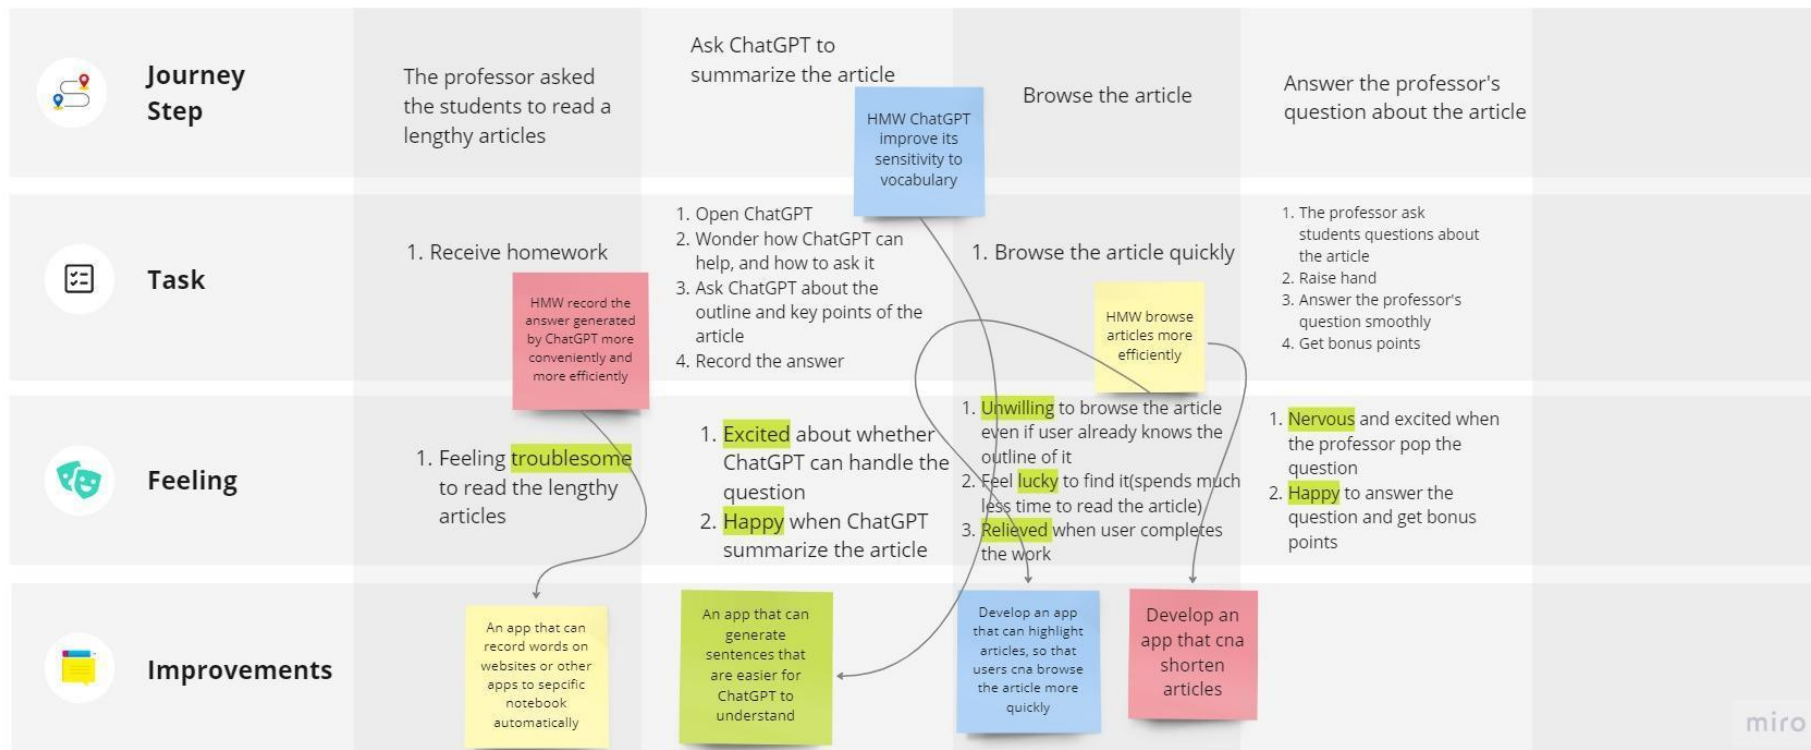 Journey
Step
The professor asked
the students to read a
lengthy articles
Ask ChatGPT to
summarize the article
HMW ChatGPT
improve its
sensitivity to
vocabulary
Browse the article
Answer the professor's
question about the article
Task
1. Receive homework
HMW record the
answer generated
by ChatGPT more
conveniently and
more efficiently
1. Open ChatGPT
2. Wonder how ChatGPT can
help, and how to ask it
3. Ask ChatGPT about the
outline and key points of the
article
4. Record the answer
1. Browse the article quickly
HMW browse
articles more
efficiently
1. The professor ask
students questions about
the article
2. Raise hand
3. Answer the professor's
question smoothly
4. Get bonus points
Feeling
1. Feeling troublesome
to read the lengthy
articles
1. Excited about whether
ChatGPT can handle the
question
2. Happy when ChatGPT
summarize the article
1. Unwilling to browse the article
even if user already knows the
outline of it
2. Feel lucky to find it(spends much
less time to read the article)
3. Relieved when user completes
the work
1. Nervous and excited when
the professor pop the
question
2. Happy to answer the
question and get bonus
points
Improvements
An app that can
record words on
websites or other
apps to sepcific
notebook
automatically
An app that can
generate
sentences that
are easier for
ChatGPT to
understand
Develop an app
that can highlight
articles, so that
users cna browse
the article more
quickly
Develop an
app that cna
shorten
articles
miro